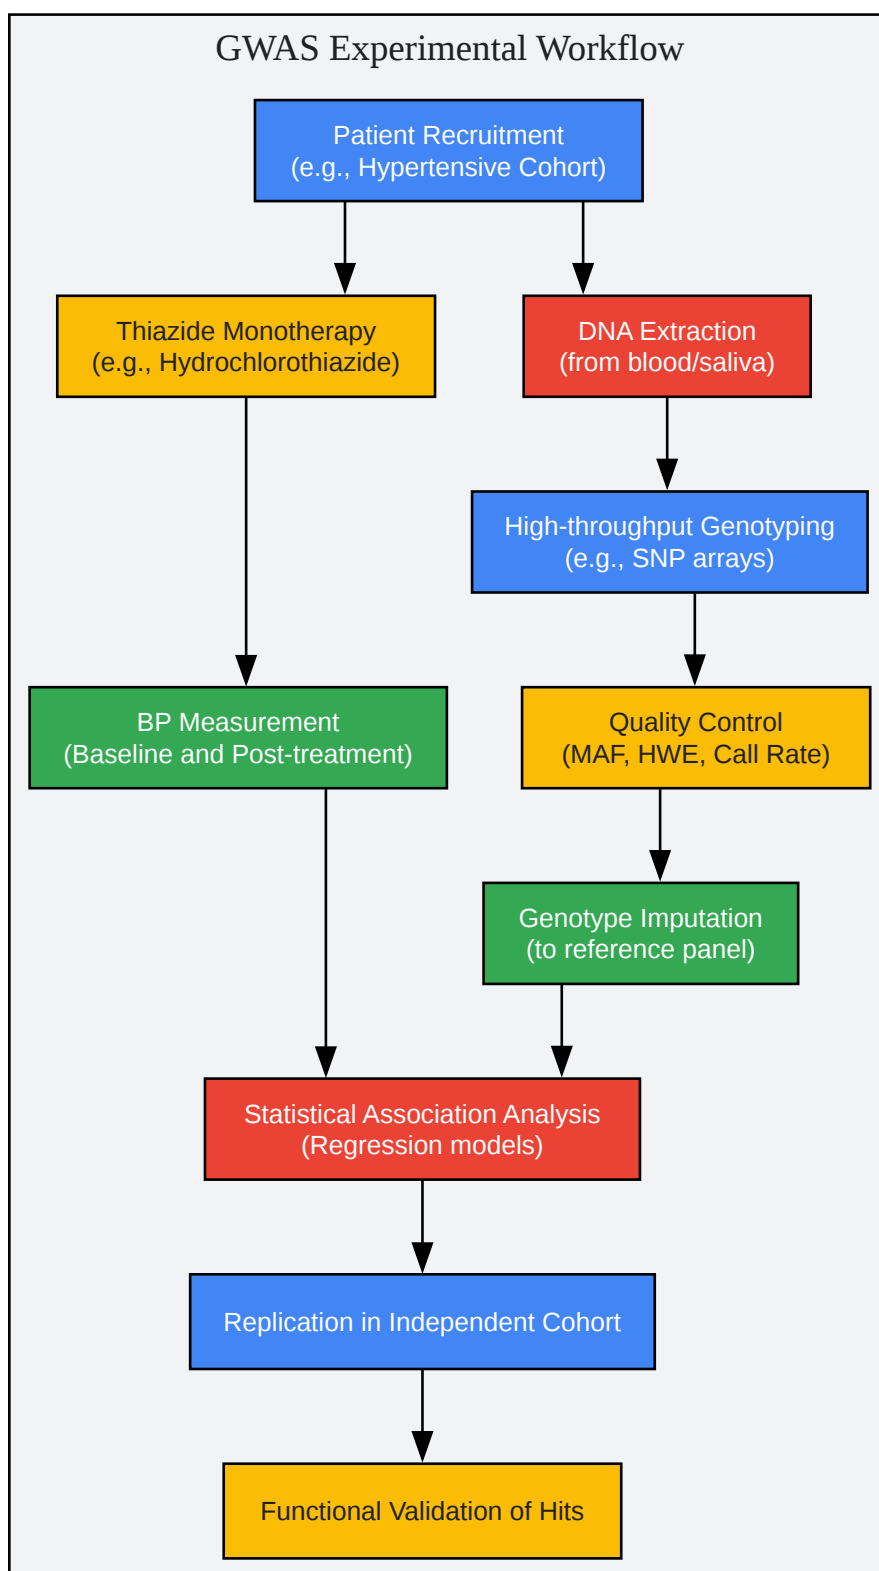 GWAS Experimental Workflow
Patient Recruitment
(e.g., Hypertensive Cohort)
Thiazide Monotherapy
(e.g., Hydrochlorothiazide)
DNA Extraction
(from blood/saliva)
High-throughput Genotyping
(e.g., SNP arrays)
BP Measurement
(Baseline and Post-treatment)
Quality Control
(MAF, HWE, Call Rate)
Genotype Imputation
(to reference panel)
Statistical Association Analysis
(Regression models)
Replication in Independent Cohort
Functional Validation of Hits